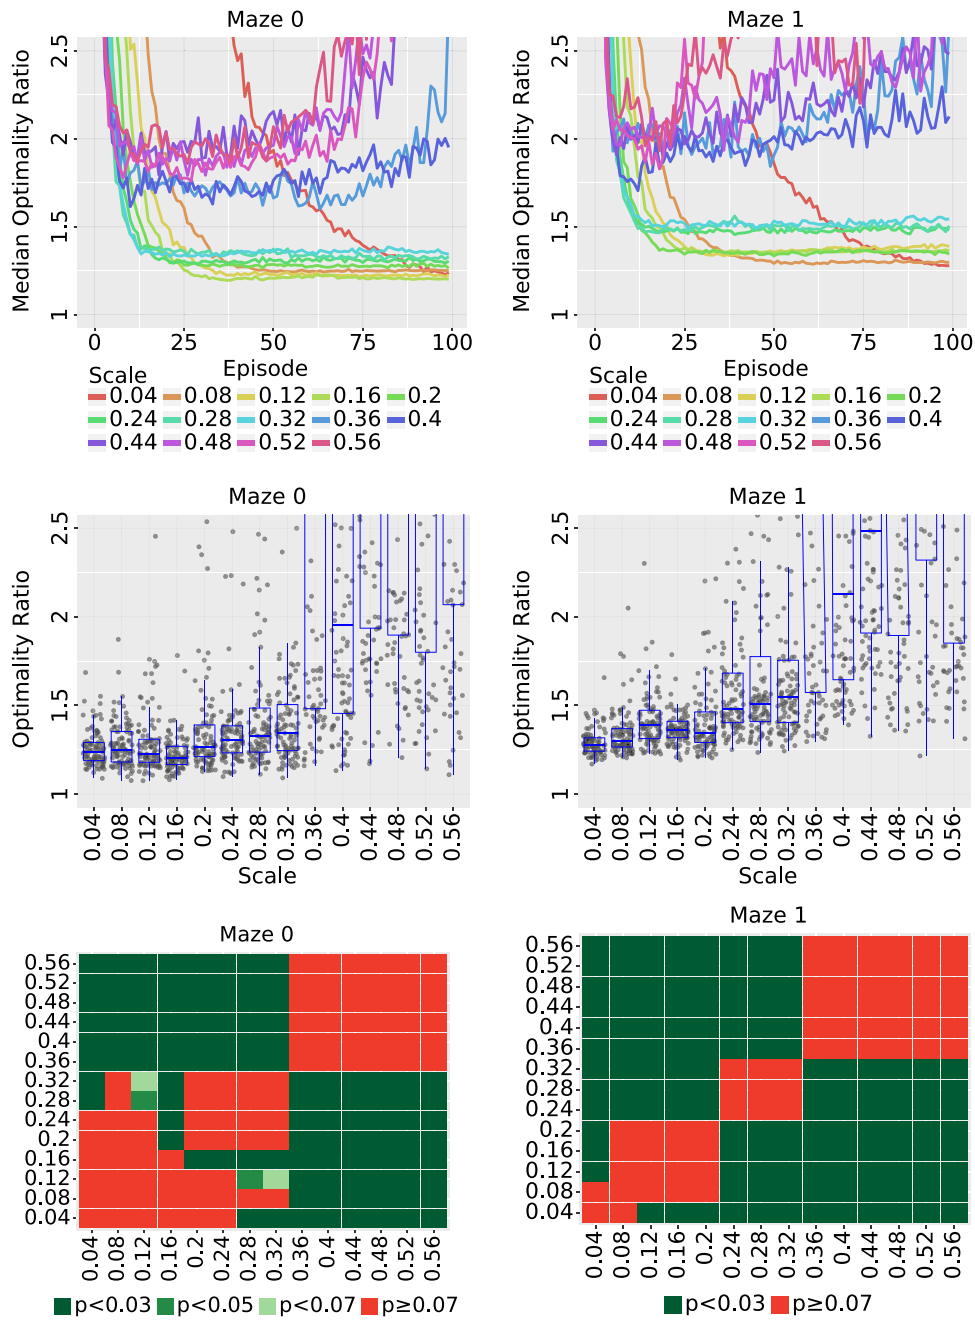 Maze 0
Median Optimality Ratio
2.5
2
1.5
1
0 25 50 75 100
Episode
Scale
0.04 0.08 0.12 0.16 0.2
0.24 0.28 0.32 0.36 0.4
0.44 0.48 0.52 0.56
Maze 1
Median Optimality Ratio
2.5
2
1.5
1
0 25 50 75 100
Episode
Scale
0.04 0.08 0.12 0.16 0.2
0.24 0.28 0.32 0.36 0.4
0.44 0.48 0.52 0.56
Maze 0
Optimality Ratio
2.5
2
1.5
1
0.04 0.08 0.12 0.16 0.2 0.24 0.28 0.32 0.36 0.4 0.44 0.48 0.52 0.56
Scale
Maze 1
Optimality Ratio
2.5
2
1.5
1
0.04 0.08 0.12 0.16 0.2 0.24 0.28 0.32 0.36 0.4 0.44 0.48 0.52 0.56
Scale
Maze 0
0.56
0.52
0.48
0.44
0.4
0.36
0.32
0.28
0.24
0.2
0.16
0.12
0.08
0.04
0.04 0.08 0.12 0.16 0.2 0.24 0.28 0.32 0.36 0.4 0.44 0.48 0.52 0.56
p<0.03 p<0.05 p<0.07 p≥0.07
Maze 1
0.56
0.52
0.48
0.44
0.4
0.36
0.32
0.28
0.24
0.2
0.16
0.12
0.08
0.04
0.04 0.08 0.12 0.16 0.2 0.24 0.28 0.32 0.36 0.4 0.44 0.48 0.52 0.56
p<0.03 p≥0.07